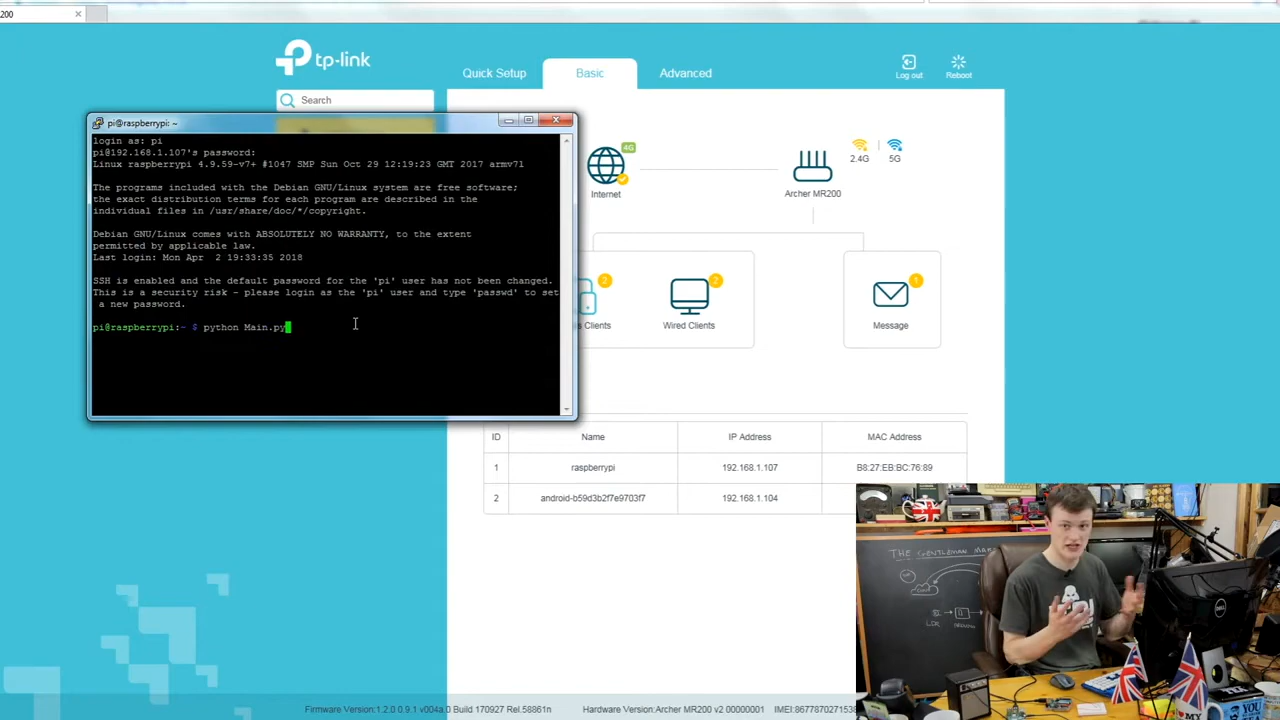 200
tp-link
Quick Setup
Basic
Advanced
Log out
Reboot
Search
pi@raspberrypi: ~
login as: pi
pi@192.168.1.107's password:
Linux raspberrypi 4.9.59-v7+ #1047 SMP Sun Oct 29 12:19:23 GMT 2017 armv7l
The programs included with the Debian GNU/Linux system are free software;
the exact distribution terms for each program are described in the
individual files in /usr/share/doc/*/copyright.
Debian GNU/Linux comes with ABSOLUTELY NO WARRANTY, to the extent
permitted by applicable law.
Last login: Mon Apr  2 19:33:35 2018
SSH is enabled and the default password for the 'pi' user has not been changed.
This is a security risk - please login as the 'pi' user and type 'passwd' to set
a new password.
pi@raspberrypi:~ $ python Main.py
4G
Internet
Archer MR200
2.4G
5G
2
Clients
2
Wired Clients
1
Message
ID Name IP Address MAC Address
1 raspberrypi 192.168.1.107 B8:27:EB:BC:76:89
2 android-b59d3b2f7e9703f7 192.168.1.104
THE GENTLEMAN
LDR
DELL
MY
YOU
Firmware Version:1.2.0 0.9.1 v004a.0 Build 170927 Rel.58861n
Hardware Version:Archer MR200 v2 00000001
IMEI:8677870271536